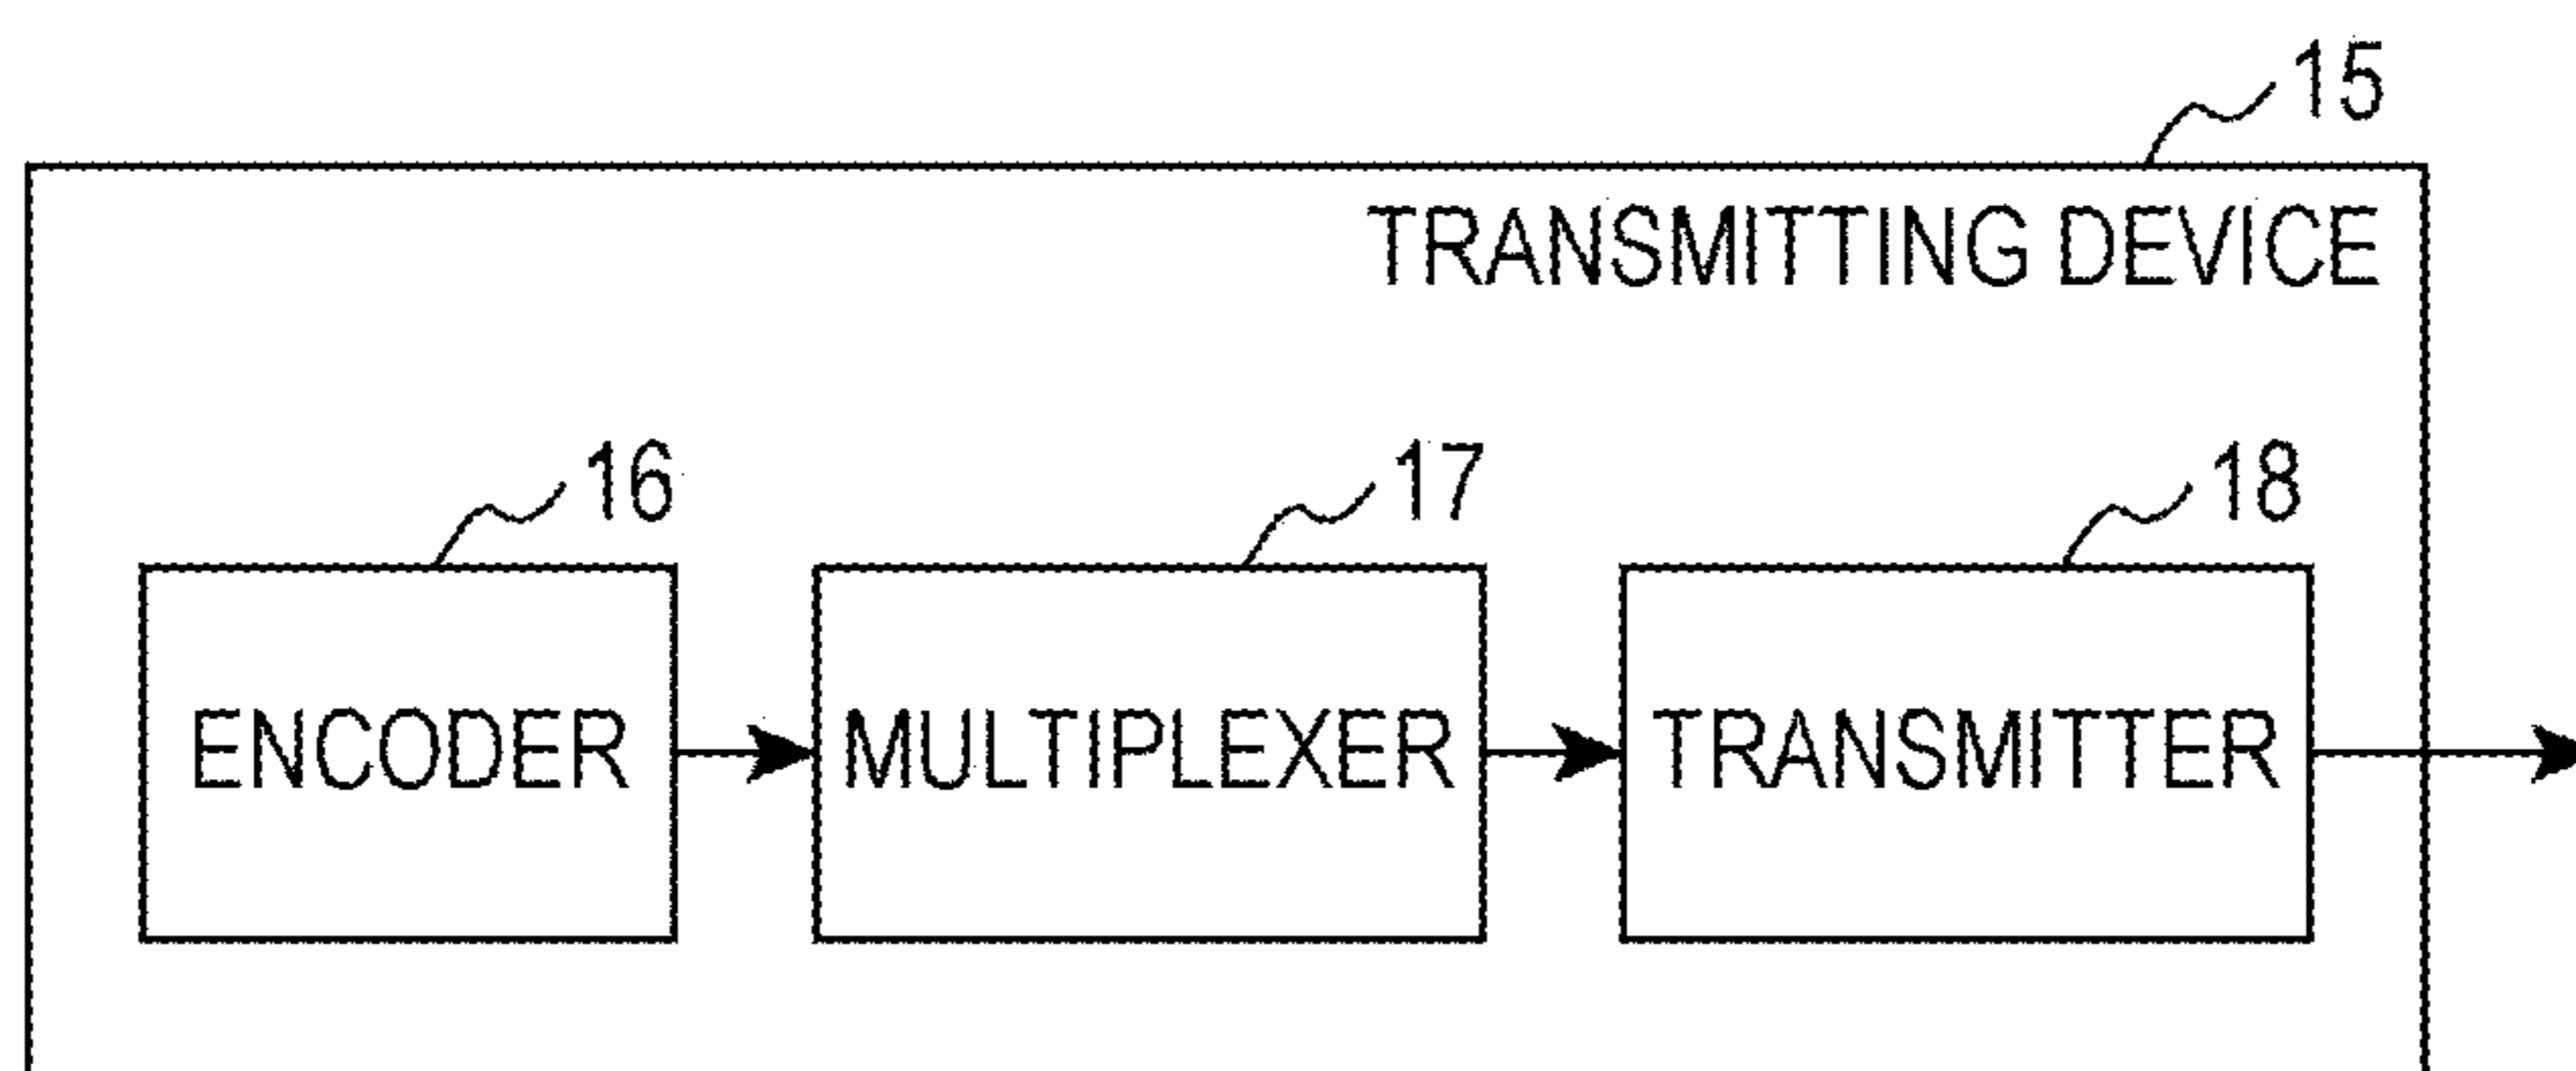 15
TRANSMITTING DEVICE
16
17
18
ENCODER
MULTIPLEXER
TRANSMITTER